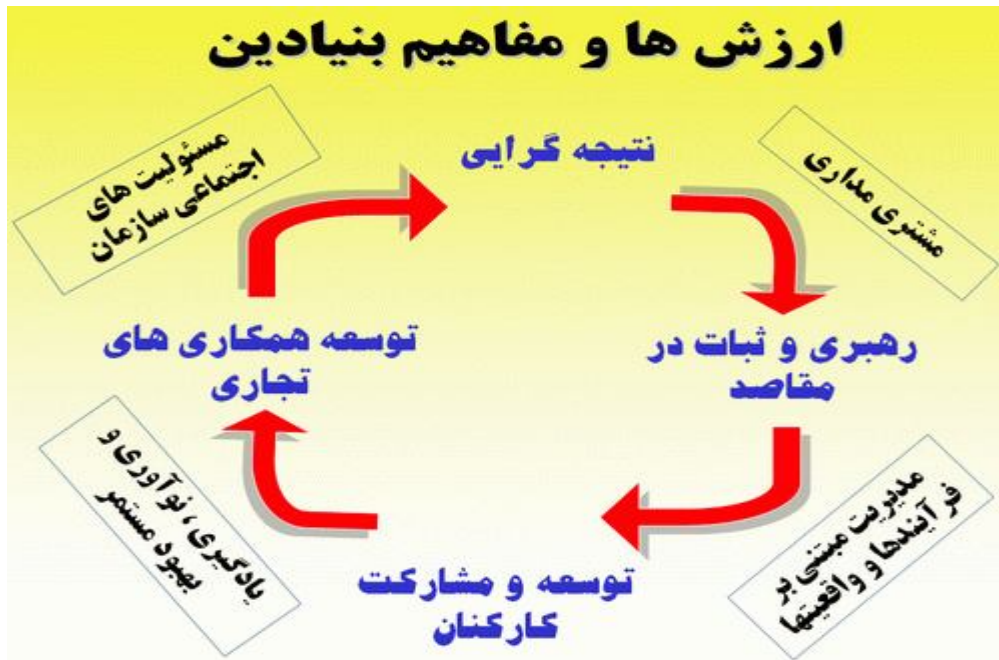 ارزش ها و مفاهیم بنیادین
نتیجه گرایی
مشتری مداری
رهبری و ثبات در
مقاصد
مدیریت مبتنی بر
فرآیندها و واقعیتها
توسعه و مشارکت
کارکنان
یادگیری، نوآوری و
بهبود مستمر
توسعه همکاری های
تجاری
مسئولیت های
اجتماعی سازمان